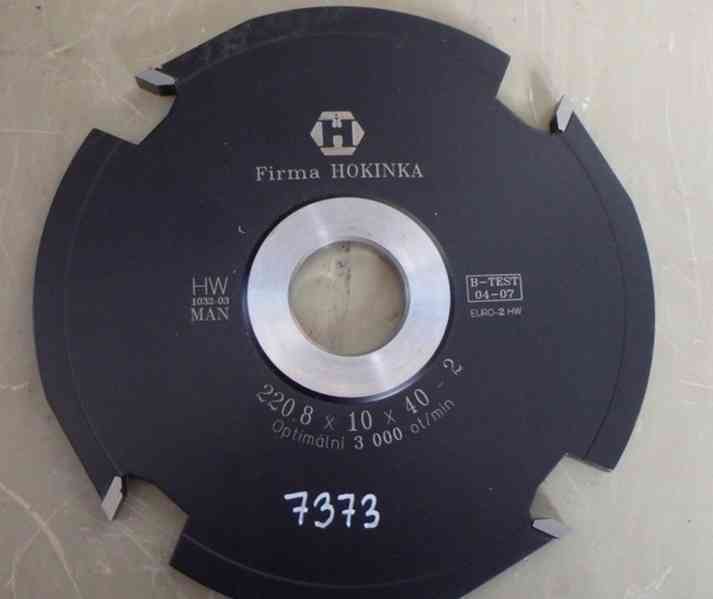 H
Firma HOKINKA
HW
1032-03
MAN
B-TEST
04-07
EURO-2 HW
220.8 x 10 x 40 - 2
Optimální 3 000 ot/min
7373